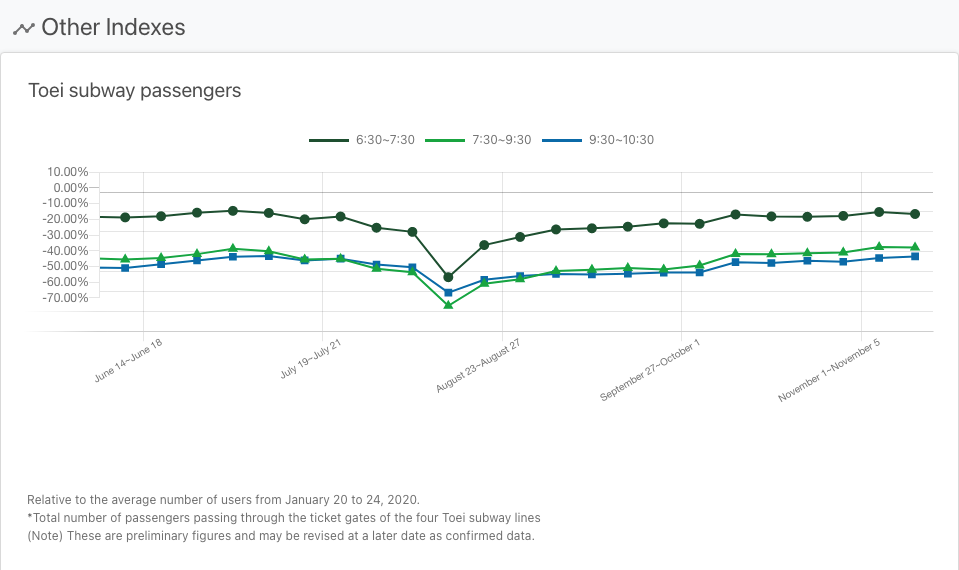 Other Indexes
Toei subway passengers
6:30~7:30 7:30~9:30 9:30~10:30
10.00%
0.00%
-10.00%
-20.00%
-30.00%
-40.00%
-50.00%
-60.00%
-70.00%
June 14~June 18
July 19~July 21
August 23~August 27
September 27~October 1
November 1~November 5
Relative to the average number of users from January 20 to 24, 2020.
*Total number of passengers passing through the ticket gates of the four Toei subway lines
(Note) These are preliminary figures and may be revised at a later date as confirmed data.